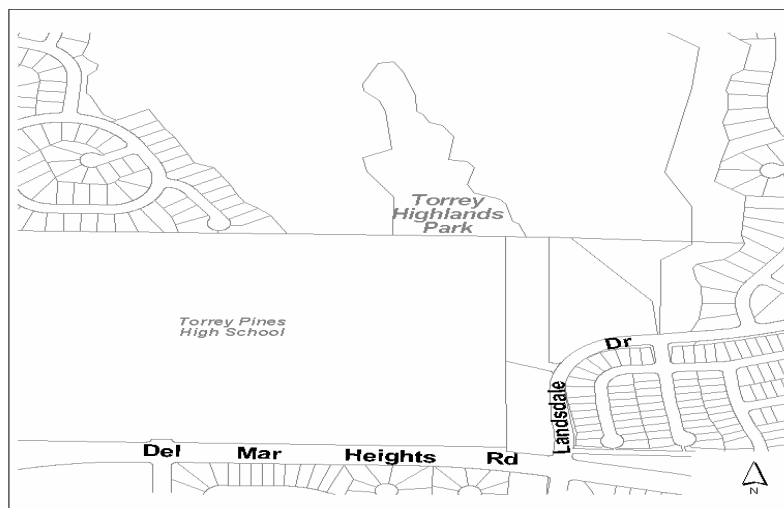 Torrey
Highlands
Park
Torrey Pines
High School
Dr
Landsdale
Del Mar Heights Rd
N